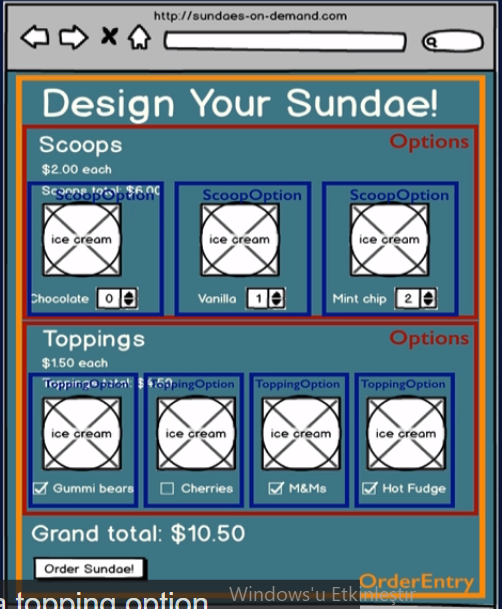 http://sundaes-on-demand.com
Design Your Sundae!
Scoops
Options
$2.00 each
Scoops total: $6.00
ScoopOption ScoopOption ScoopOption
ice cream ice cream ice cream
Chocolate 0 Vanilla 1 Mint chip 2
Toppings
Options
$1.50 each
Toppings total: $4.50
ToppingOption ToppingOption ToppingOption ToppingOption
ice cream ice cream ice cream ice cream
Gummi bears Cherries M&Ms Hot Fudge
Grand total: $10.50
Order Sundae!
OrderEntry
Windows'u Etkinleştir
a topping option